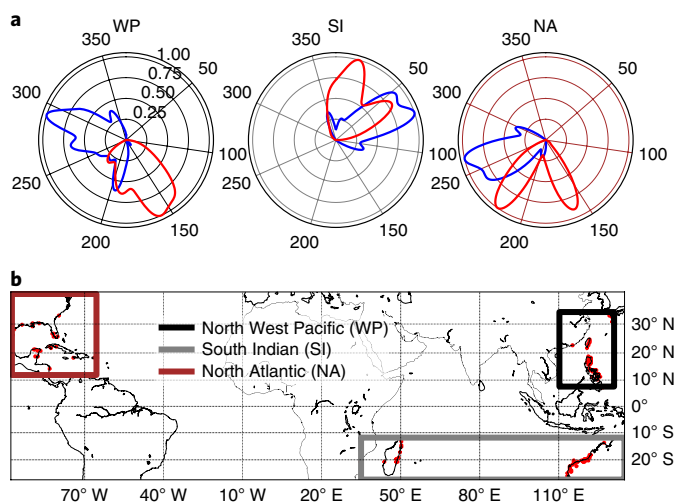 a
WP
SI
NA
350
1.00
0.75
0.50
0.25
50
300
250
100
200
150
350
50
300
250
100
200
150
350
50
300
250
100
200
150
b
North West Pacific (WP)
South Indian (SI)
North Atlantic (NA)
30° N
20° N
10° N
0°
10° S
20° S
70° W
40° W
10° W
20° E
50° E
80° E
110° E